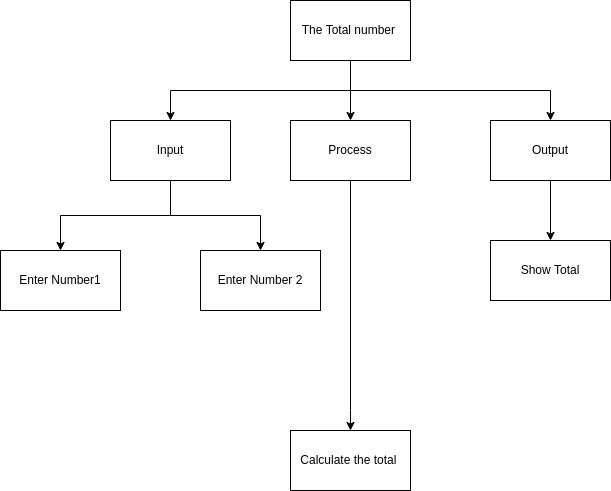 The Total number
Input
Process
Output
Enter Number1
Enter Number 2
Show Total
Calculate the total